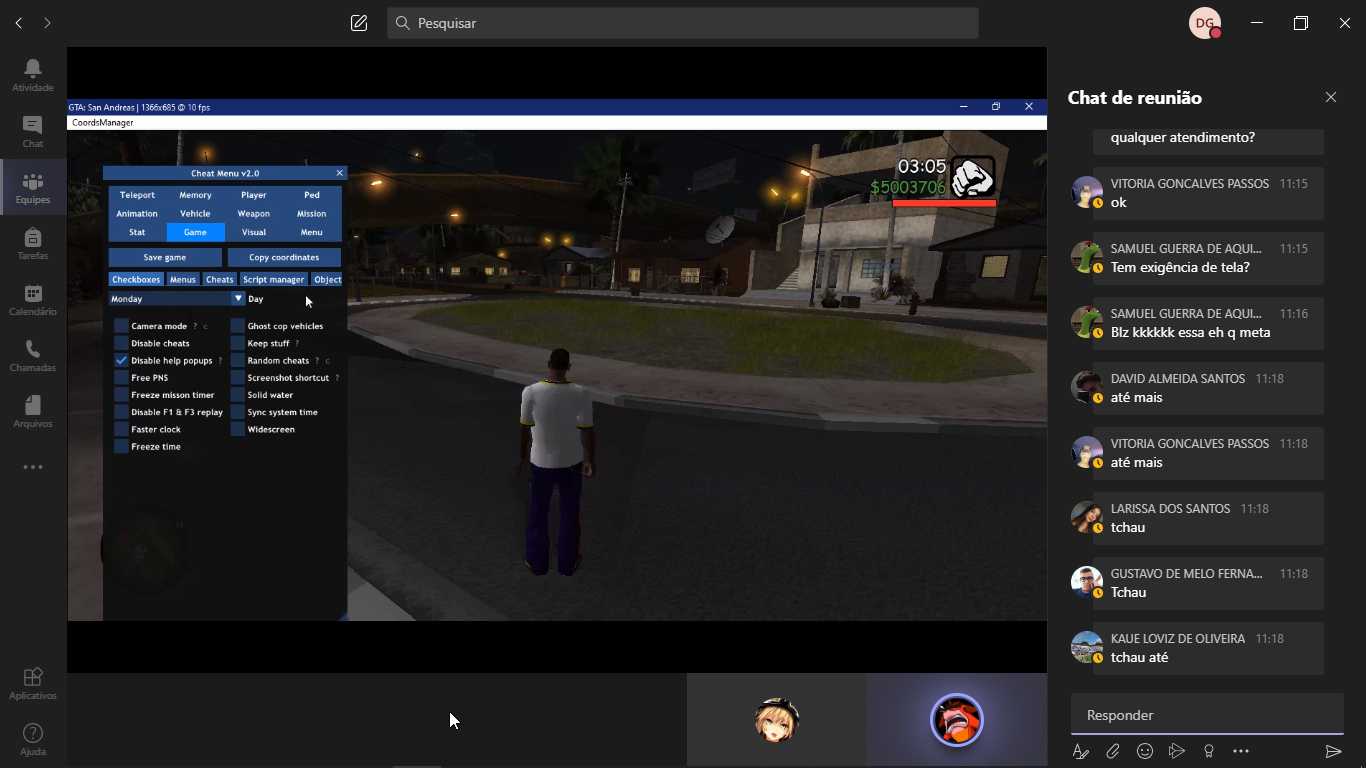 Pesquisar
DG
Atividade
Chat
Equipes
Tarefas
Calendário
Chamadas
Arquivos
Aplicativos
Ajuda
GTA: San Andreas | 1366x685 @ 10 fps
CoordsManager
Cheat Menu v2.0
Teleport Memory Player Ped
Animation Vehicle Weapon Mission
Stat Game Visual Menu
Save game Copy coordinates
Checkboxes Menus Cheats Script manager Object
Monday Day
Camera mode ? c Ghost cop vehicles
Disable cheats Keep stuff ?
Disable help popups ? Random cheats ? c
Free PNS Screenshot shortcut ?
Freeze misson timer Solid water
Disable F1 & F3 replay Sync system time
Faster clock Widescreen
Freeze time
N
03:05
$5003706
Chat de reunião
qualquer atendimento?
VITORIA GONCALVES PASSOS 11:15
ok
SAMUEL GUERRA DE AQUI... 11:15
Tem exigência de tela?
SAMUEL GUERRA DE AQUI... 11:16
Blz kkkkkk essa eh q meta
DAVID ALMEIDA SANTOS 11:18
até mais
VITORIA GONCALVES PASSOS 11:18
até mais
LARISSA DOS SANTOS 11:18
tchau
GUSTAVO DE MELO FERNA... 11:18
Tchau
KAUE LOVIZ DE OLIVEIRA 11:18
tchau até
Responder